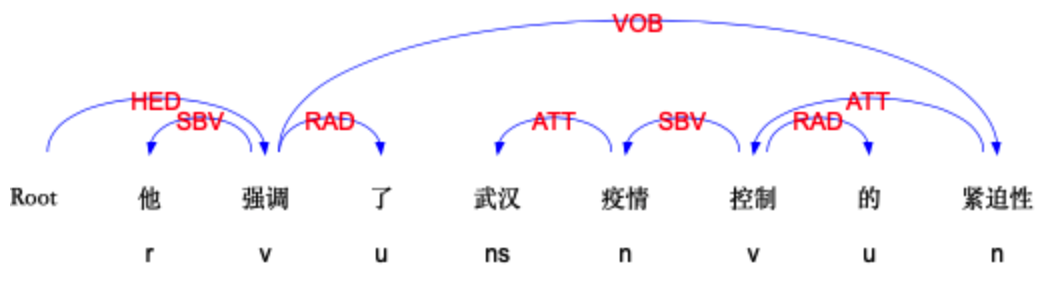 VOB
HED ATT
SBV RAD ATT SBV RAD
Root 他 强调 了 武汉 疫情 控制 的 紧迫性
r v u ns n v u n